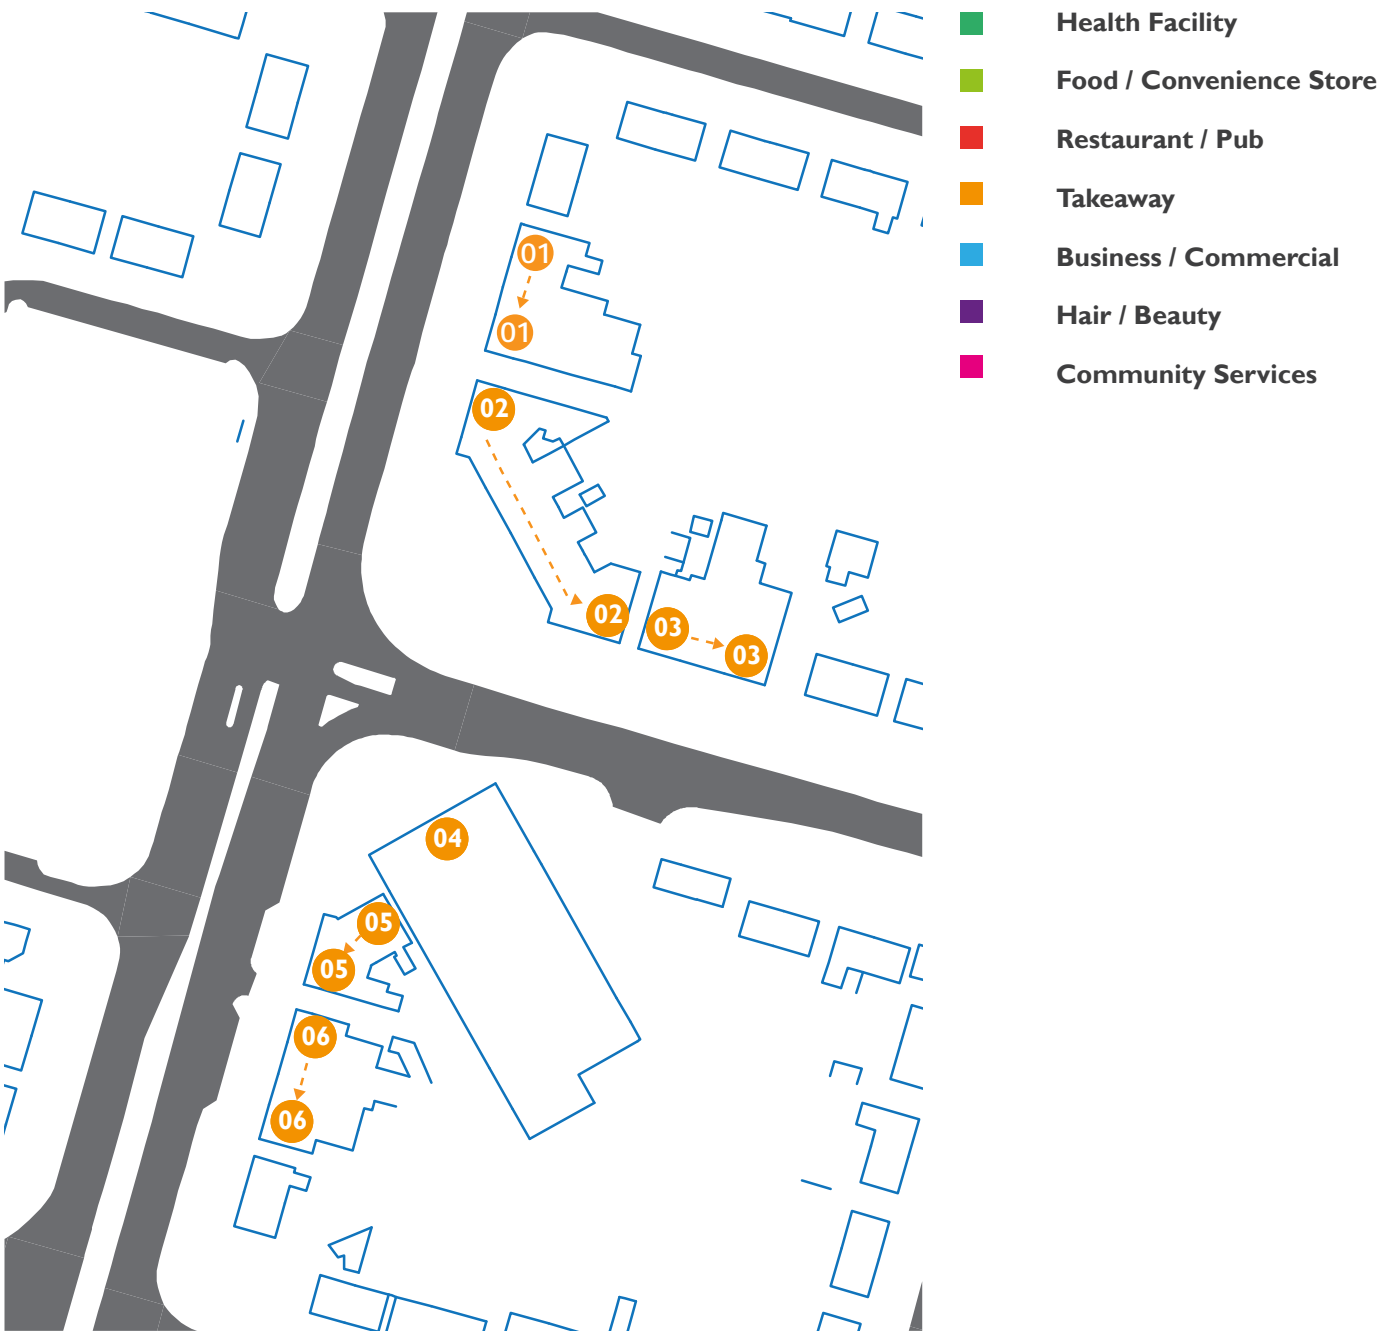 Health Facility
Food / Convenience Store
Restaurant / Pub
Takeaway
Business / Commercial
Hair / Beauty
Community Services
01
01
02
02
03
03
04
05
05
06
06